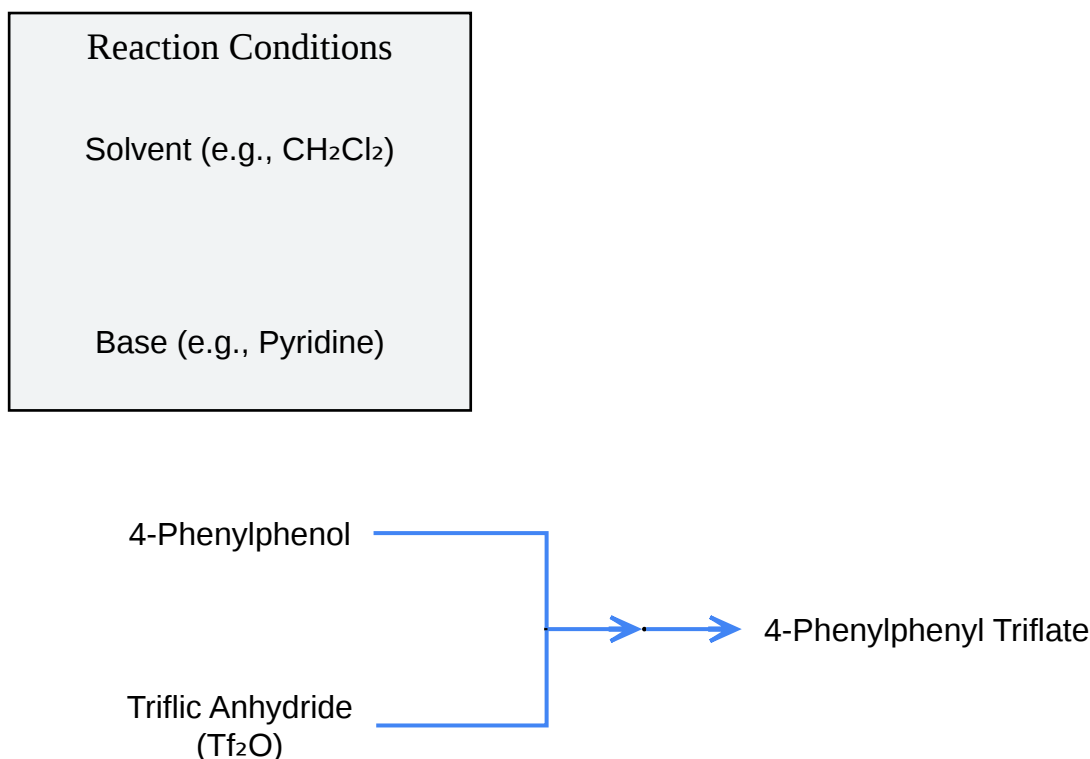 Reaction Conditions
Solvent (e.g., CH₂Cl₂)
Base (e.g., Pyridine)
4-Phenylphenol
4-Phenylphenyl Triflate
Triflic Anhydride
(Tf₂O)